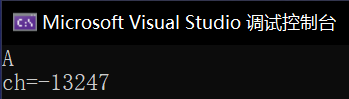 C:\
Microsoft Visual Studio 调试控制台
A
ch=-13247